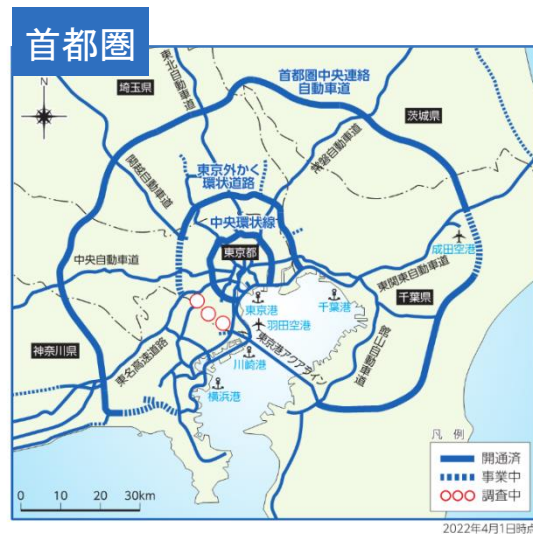 首都圏
N
埼玉県
東北自動車道
首都圏中央連絡
自動車道
茨城県
関越自動車道
東京外かく
環状道路
常磐自動車道
中央環状線
東京都
成田空港
中央自動車道
東関東自動車道
東京港
千葉港
千葉県
羽田空港
神奈川県
東名高速道路
東京港アクアライン
館山自動車道
川崎港
横浜港
凡例
開通済
事業中
調査中
0 10 20 30km
2022年4月1日時点